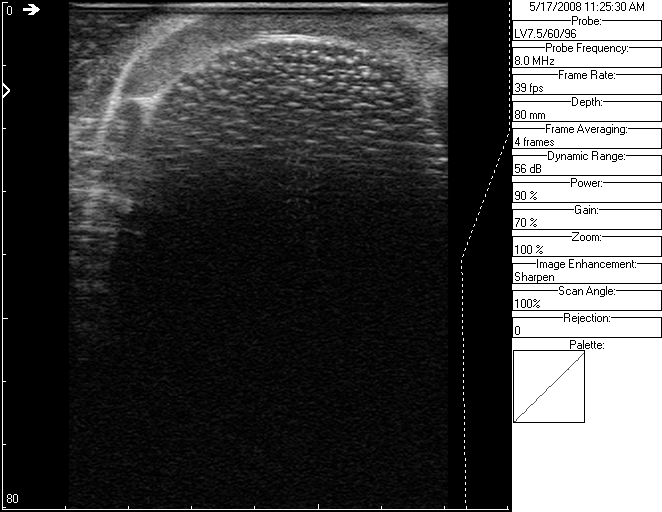 0
80
5/17/2008 11:25:30 AM
Probe:
LV7.5/60/96
Probe Frequency:
8.0 MHz
Frame Rate:
39 fps
Depth:
80 mm
Frame Averaging:
4 frames
Dynamic Range:
56 dB
Power:
90 %
Gain:
70 %
Zoom:
100 %
Image Enhancement:
Sharpen
Scan Angle:
100%
Rejection:
0
Palette: